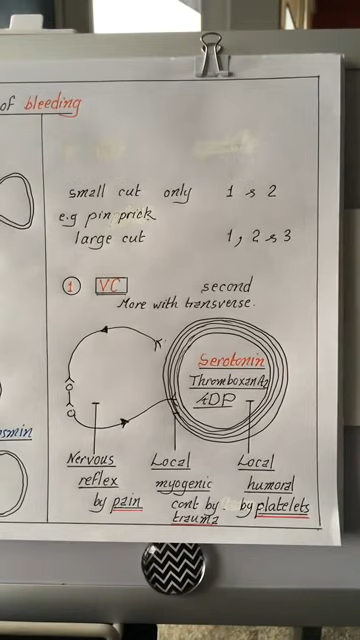 of bleeding
small cut only 1 & 2
e.g pin prick
large cut 1, 2 & 3
1 VC second
More with transverse.
Serotonin
Thromboxan A2
ADP
smin
Nervous reflex by pain
Local myogenic cont by trauma
Local humoral by platelets